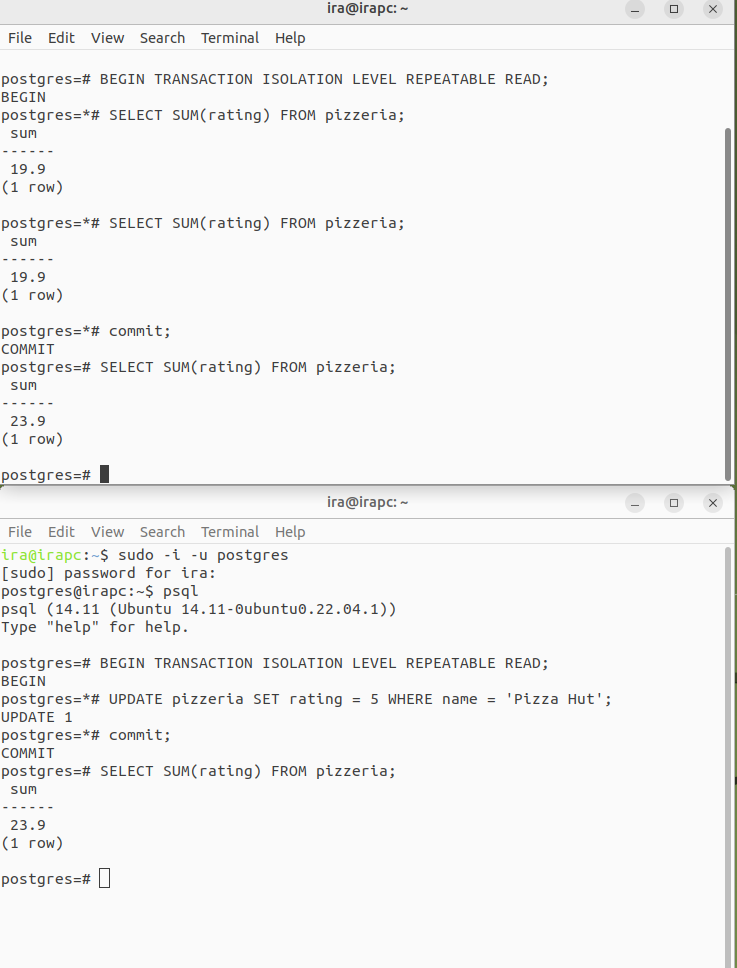 ira@irapc: ~
File Edit View Search Terminal Help
postgres=# BEGIN TRANSACTION ISOLATION LEVEL REPEATABLE READ;
BEGIN
postgres=*# SELECT SUM(rating) FROM pizzeria;
 sum
------
 19.9
(1 row)
postgres=*# SELECT SUM(rating) FROM pizzeria;
 sum
------
 19.9
(1 row)
postgres=*# commit;
COMMIT
postgres=# SELECT SUM(rating) FROM pizzeria;
 sum
------
 23.9
(1 row)
postgres=#
ira@irapc: ~
File Edit View Search Terminal Help
ira@irapc:~$ sudo -i -u postgres
[sudo] password for ira:
postgres@irapc:~$ psql
psql (14.11 (Ubuntu 14.11-0ubuntu0.22.04.1))
Type "help" for help.
postgres=# BEGIN TRANSACTION ISOLATION LEVEL REPEATABLE READ;
BEGIN
postgres=*# UPDATE pizzeria SET rating = 5 WHERE name = 'Pizza Hut';
UPDATE 1
postgres=*# commit;
COMMIT
postgres=# SELECT SUM(rating) FROM pizzeria;
 sum
------
 23.9
(1 row)
postgres=#